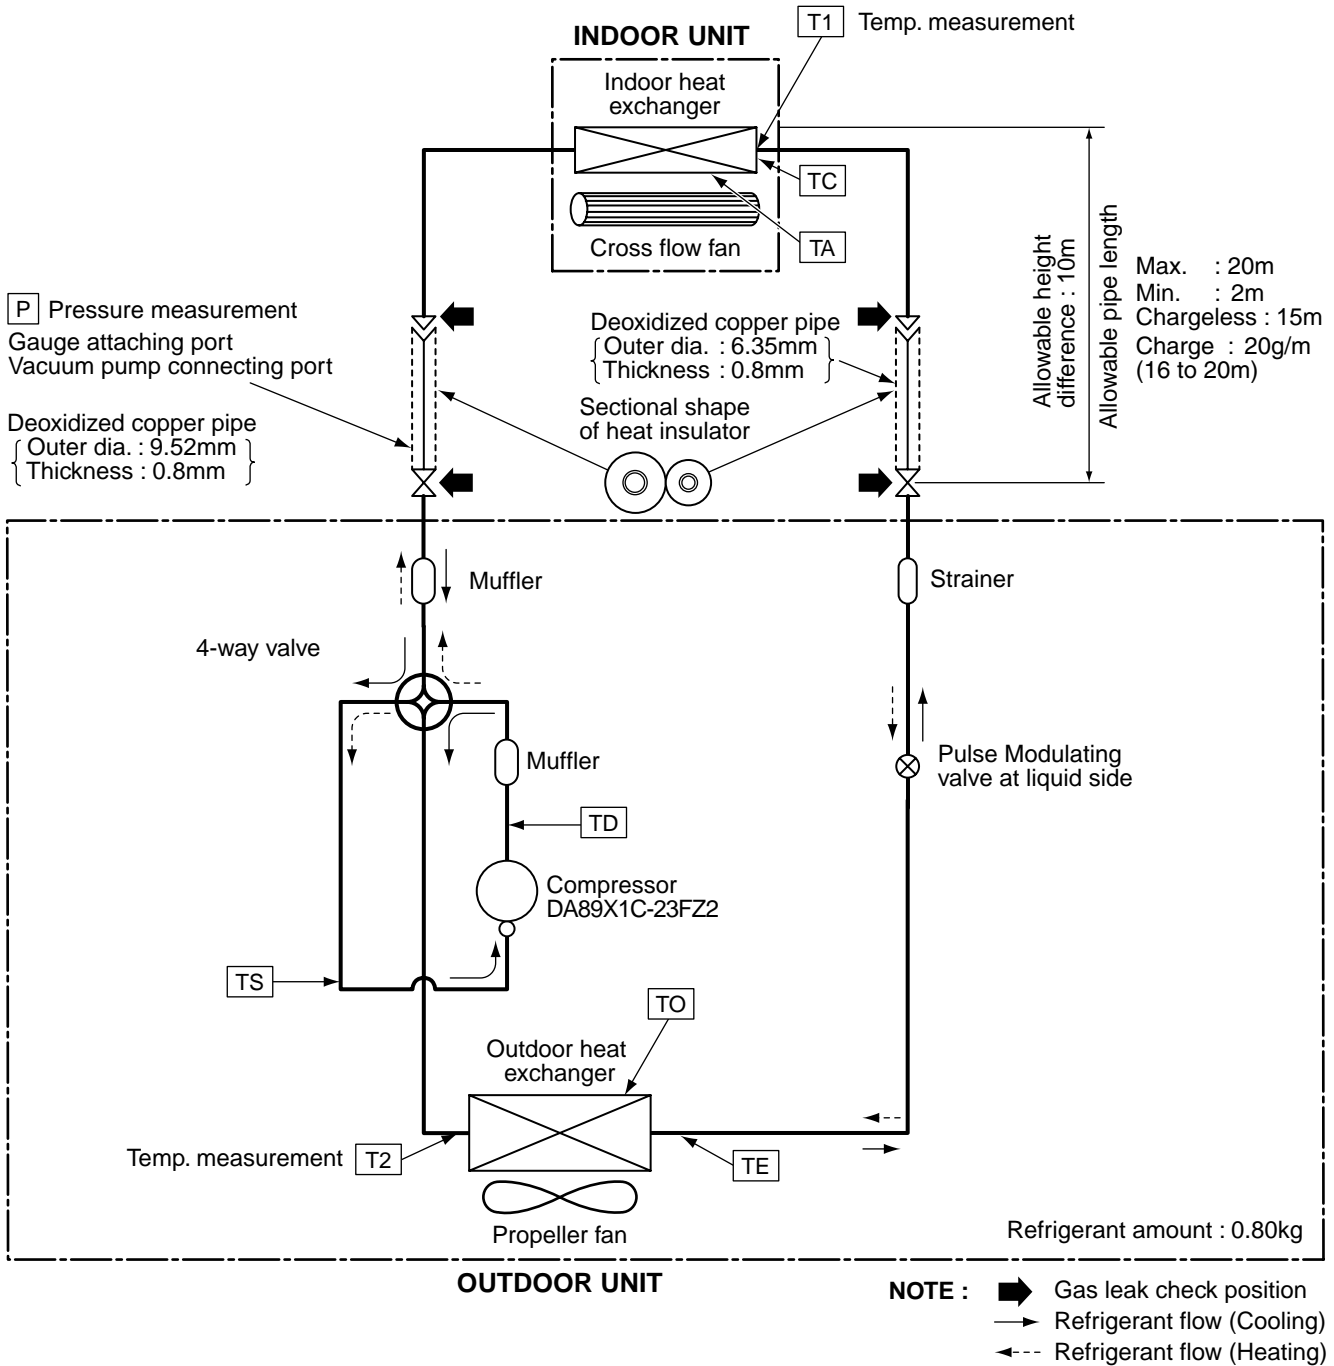 T1 Temp. measurement
INDOOR UNIT
Indoor heat
exchanger
TC
TA
Cross flow fan
Allowable height
difference : 10m
Allowable pipe length
Max. : 20m
Min. : 2m
Chargeless : 15m
Charge : 20g/m
(16 to 20m)
P Pressure measurement
Gauge attaching port
Vacuum pump connecting port
Deoxidized copper pipe
Outer dia. : 9.52mm
Thickness : 0.8mm
Deoxidized copper pipe
Outer dia. : 6.35mm
Thickness : 0.8mm
Sectional shape
of heat insulator
Muffler
Strainer
4-way valve
Muffler
Pulse Modulating
valve at liquid side
TD
Compressor
DA89X1C-23FZ2
TS
TO
Outdoor heat
exchanger
Temp. measurement T2
TE
Propeller fan
Refrigerant amount : 0.80kg
OUTDOOR UNIT
NOTE : Gas leak check position
Refrigerant flow (Cooling)
Refrigerant flow (Heating)